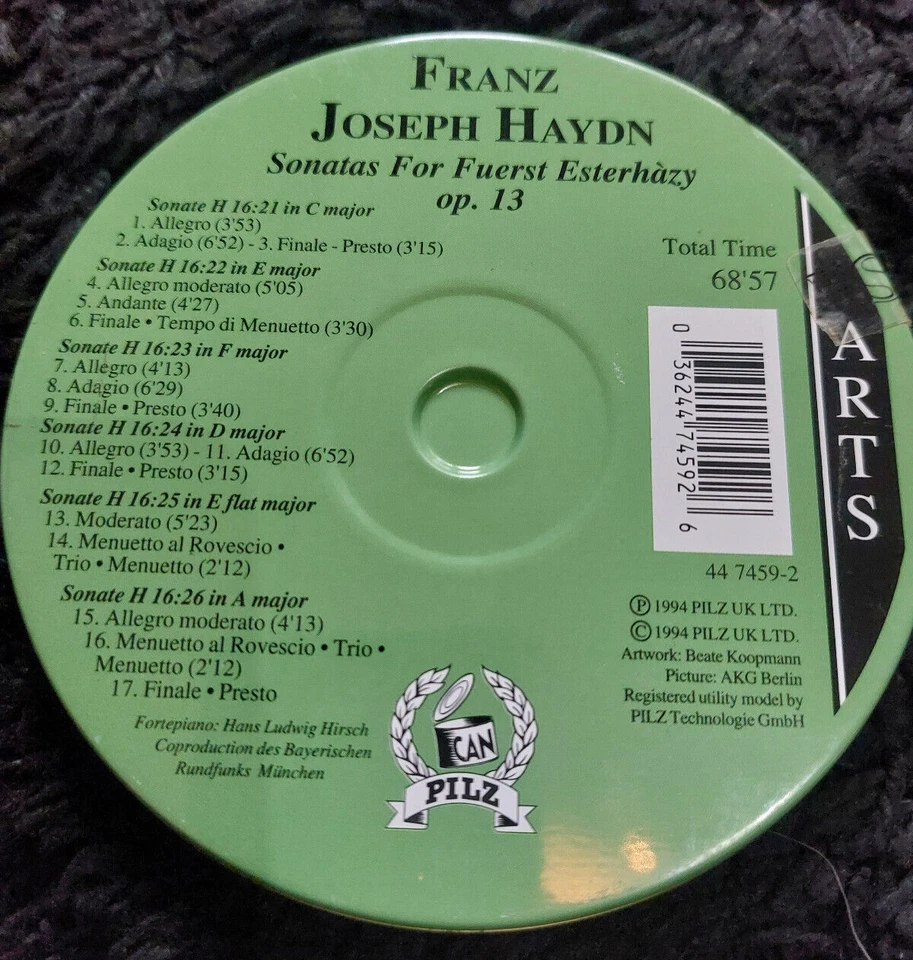 FRANZ
JOSEPH HAYDN
Sonatas For Fuerst Esterhàzy
op. 13
Sonate H 16:21 in C major
1. Allegro (3'53)
2. Adagio (6'52) - 3. Finale - Presto (3'15)
Sonate H 16:22 in E major
4. Allegro moderato (5'05)
5. Andante (4'27)
6. Finale • Tempo di Menuetto (3'30)
Sonate H 16:23 in F major
7. Allegro (4'13)
8. Adagio (6'29)
9. Finale • Presto (3'40)
Sonate H 16:24 in D major
10. Allegro (3'53) - 11. Adagio (6'52)
12. Finale • Presto (3'15)
Sonate H 16:25 in E flat major
13. Moderato (5'23)
14. Menuetto al Rovescio •
Trio • Menuetto (2'12)
Sonate H 16:26 in A major
15. Allegro moderato (4'13)
16. Menuetto al Rovescio • Trio •
Menuetto (2'12)
17. Finale • Presto
Fortepiano: Hans Ludwig Hirsch
Coproduction des Bayerischen
Rundfunks München
CAN
PILZ
Total Time
68'57
0 36244 74592 6
44 7459-2
Ⓟ 1994 PILZ UK LTD.
© 1994 PILZ UK LTD.
Artwork: Beate Koopmann
Picture: AKG Berlin
Registered utility model by
PILZ Technologie GmbH
ARTS